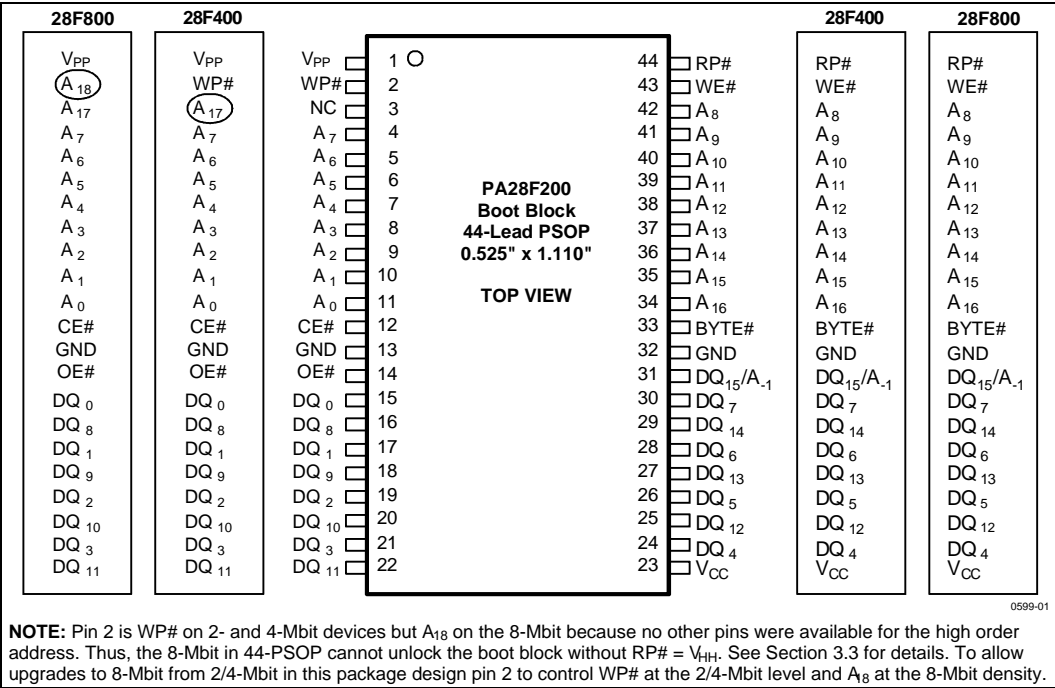 28F800 28F400 28F400 28F800
VPP VPP VPP 1 44 RP# RP# RP#
A18 WP# WP# 2 43 WE# WE# WE#
A17 A17 NC 3 42 A8 A8 A8
A7 A7 A7 4 41 A9 A9 A9
A6 A6 A6 5 40 A10 A10 A10
A5 A5 A5 6 39 A11 A11 A11
A4 A4 A4 7 PA28F200 38 A12 A12 A12
A3 A3 A3 8 Boot Block 37 A13 A13 A13
A2 A2 A2 9 44-Lead PSOP 36 A14 A14 A14
A1 A1 A1 10 0.525" x 1.110" 35 A15 A15 A15
A0 A0 A0 11 TOP VIEW 34 A16 A16 A16
CE# CE# CE# 12 33 BYTE# BYTE# BYTE#
GND GND GND 13 32 GND GND GND
OE# OE# OE# 14 31 DQ15/A-1 DQ15/A-1 DQ15/A-1
DQ0 DQ0 DQ0 15 30 DQ7 DQ7 DQ7
DQ8 DQ8 DQ8 16 29 DQ14 DQ14 DQ14
DQ1 DQ1 DQ1 17 28 DQ6 DQ6 DQ6
DQ9 DQ9 DQ9 18 27 DQ13 DQ13 DQ13
DQ2 DQ2 DQ2 19 26 DQ5 DQ5 DQ5
DQ10 DQ10 DQ10 20 25 DQ12 DQ12 DQ12
DQ3 DQ3 DQ3 21 24 DQ4 DQ4 DQ4
DQ11 DQ11 DQ11 22 23 VCC VCC VCC
0599-01
NOTE: Pin 2 is WP# on 2- and 4-Mbit devices but A18 on the 8-Mbit because no other pins were available for the high order
address. Thus, the 8-Mbit in 44-PSOP cannot unlock the boot block without RP# = VHH. See Section 3.3 for details. To allow
upgrades to 8-Mbit from 2/4-Mbit in this package design pin 2 to control WP# at the 2/4-Mbit level and A18 at the 8-Mbit density.